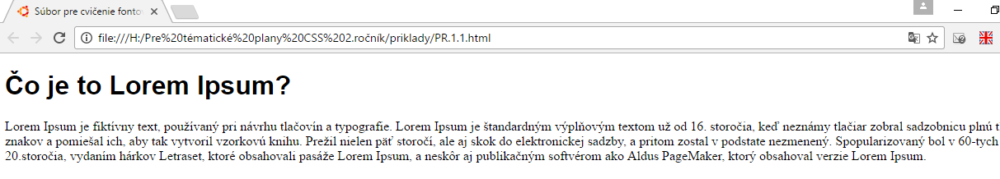 Súbor pre cvičenie fonto
file:///H:/Pre%20tématické%20plany%20CSS%202.ročník/priklady/PR.1.1.html
Čo je to Lorem Ipsum?
Lorem Ipsum je fiktívny text, používaný pri návrhu tlačovín a typografie. Lorem Ipsum je štandardným výplňovým textom už od 16. storočia, keď neznámy tlačiar zobral sadzobnicu plnú t
znakov a pomiešal ich, aby tak vytvoril vzorkovú knihu. Prežil nielen päť storočí, ale aj skok do elektronickej sadzby, a pritom zostal v podstate nezmenený. Spopularizovaný bol v 60-tych
20.storočia, vydaním hárkov Letraset, ktoré obsahovali pasáže Lorem Ipsum, a neskôr aj publikačným softvérom ako Aldus PageMaker, ktorý obsahoval verzie Lorem Ipsum.